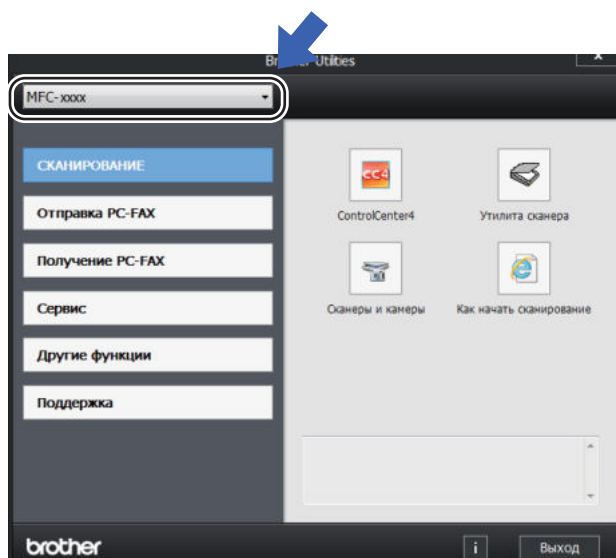 Utilities
x
MFC-xxxx
СКАНИРОВАНИЕ
Отправка PC-FAX
Получение PC-FAX
Сервис
Другие функции
Поддержка
CC4
ControlCenter4
Утилита сканера
Сканеры и камеры
Как начать сканирование
brother
i
Выход